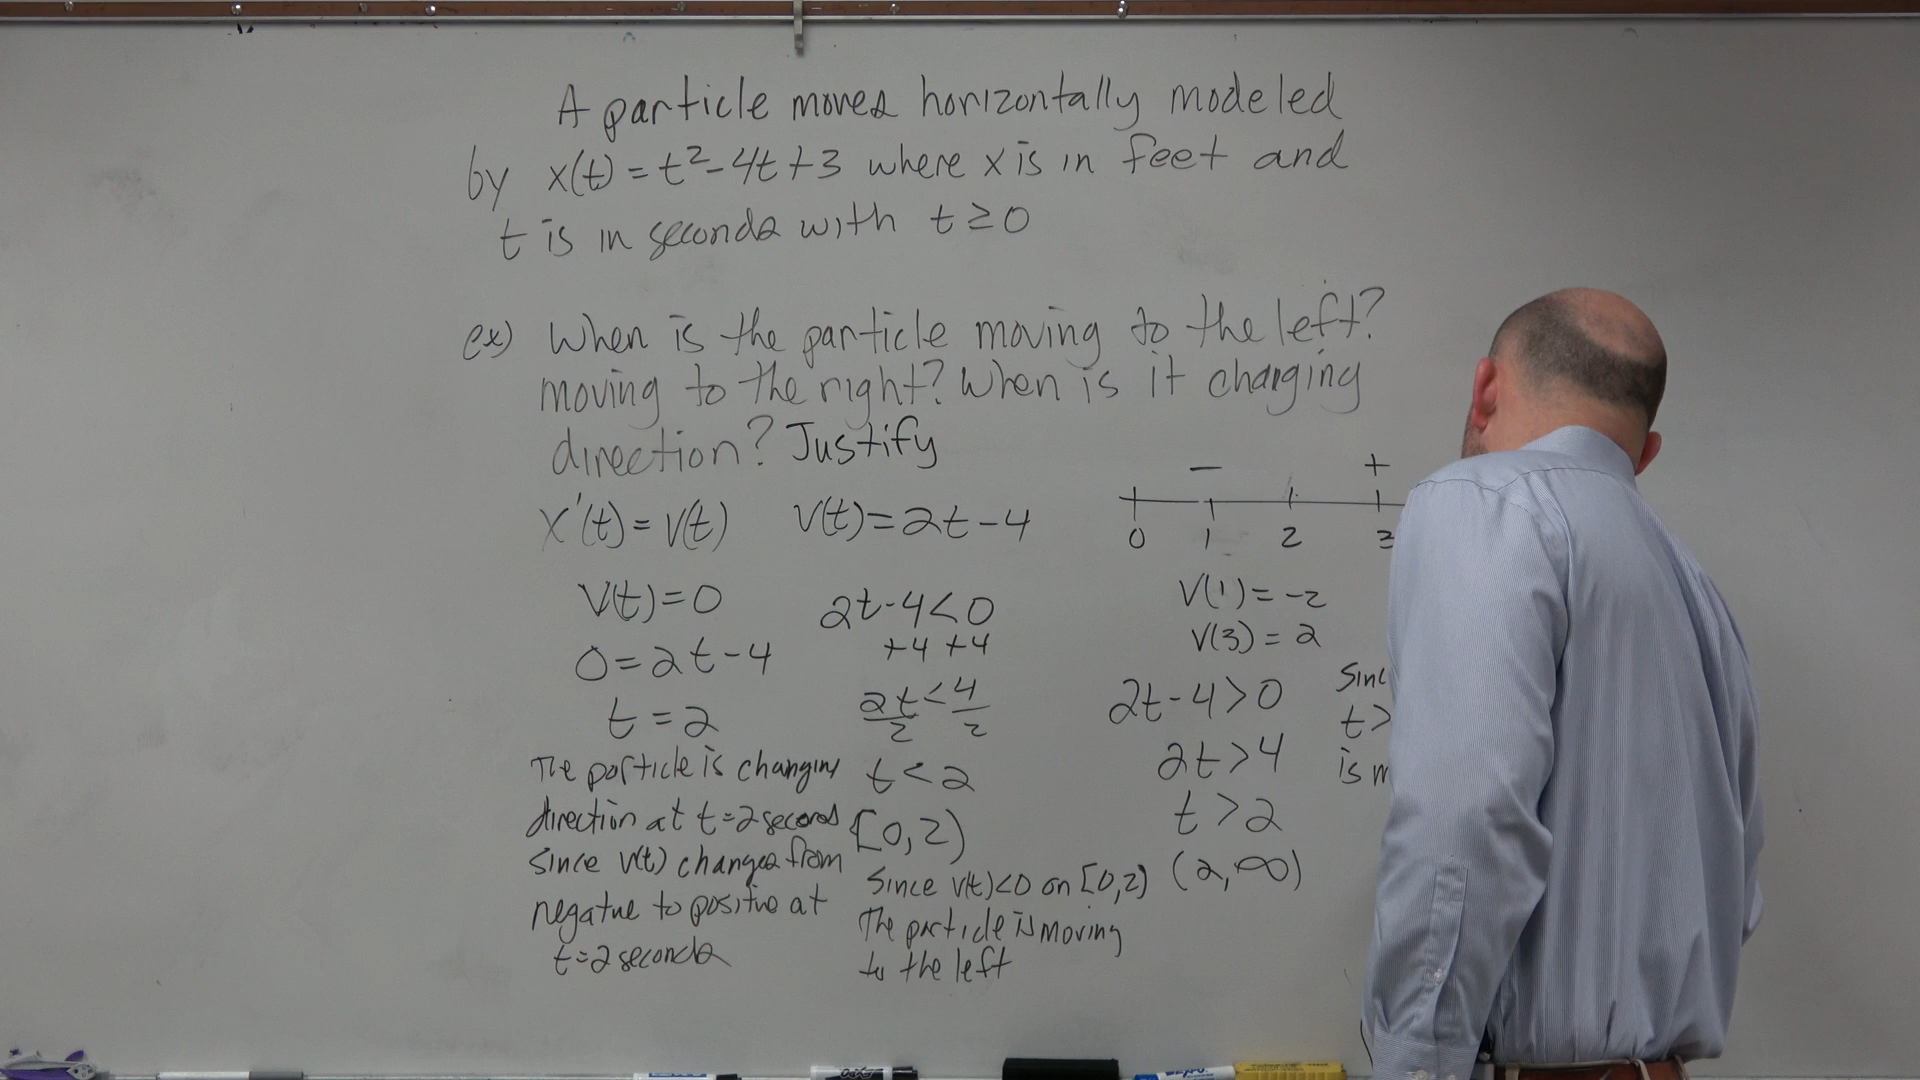 A particle moves horizontally modeled
by x(t) = t² - 4t + 3 where x is in feet and
t is in seconds with t ≥ 0
ex) When is the particle moving to the left?
moving to the right? When is it changing
direction? Justify
x'(t) = v(t)
v(t) = 2t - 4
v(t) = 0
0 = 2t - 4
t = 2
The particle is changing
direction at t=2 seconds
since v(t) changes from
negative to positive at
t=2 seconds
2t - 4 < 0
+4 +4
2t/2 < 4/2
t < 2
[0,2)
Since v(t)<0 on [0,2)
The particle is moving
to the left
- +
0 1 2 3
v(1) = -2
v(3) = 2
2t - 4 > 0
2t > 4
t > 2
(2,∞)
Sinc
t >
is m
EXPO
EXPO